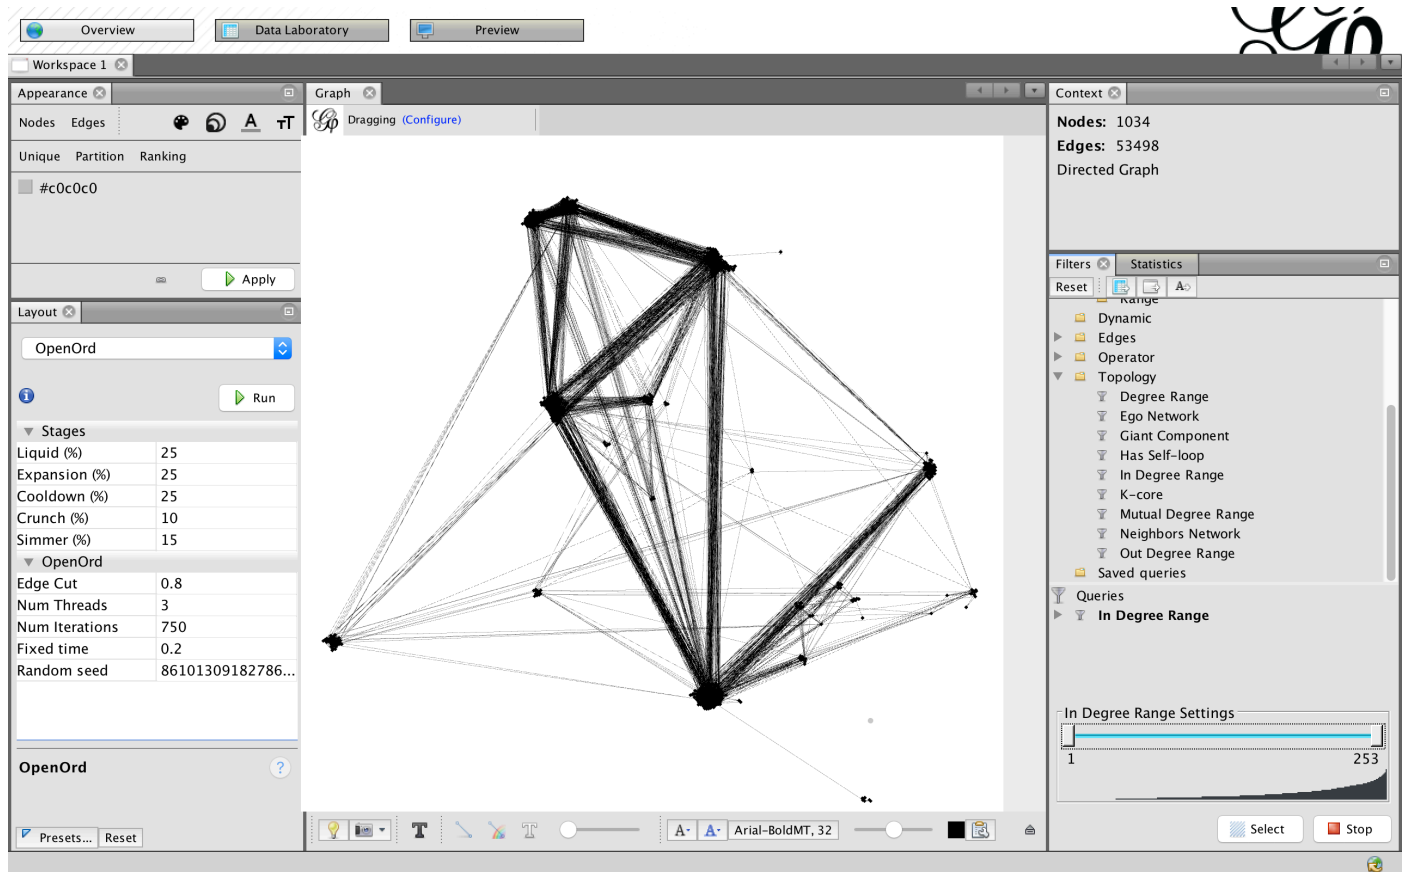 Overview
Data Laboratory
Preview
Workspace 1
Appearance
Nodes Edges
Unique Partition Ranking
#c0c0c0
Apply
Layout
OpenOrd
Run
Stages
Liquid (%) 25
Expansion (%) 25
Cooldown (%) 25
Crunch (%) 10
Simmer (%) 15
OpenOrd
Edge Cut 0.8
Num Threads 3
Num Iterations 750
Fixed time 0.2
Random seed 86101309182786...
OpenOrd
?
Presets... Reset
Graph
Dragging (Configure)
T T
A- A- Arial-BoldMT, 32
Context
Nodes: 1034
Edges: 53498
Directed Graph
Filters Statistics
Reset
Range
Dynamic
Edges
Operator
Topology
Degree Range
Ego Network
Giant Component
Has Self-loop
In Degree Range
K-core
Mutual Degree Range
Neighbors Network
Out Degree Range
Saved queries
Queries
In Degree Range
In Degree Range Settings
1 253
Select Stop